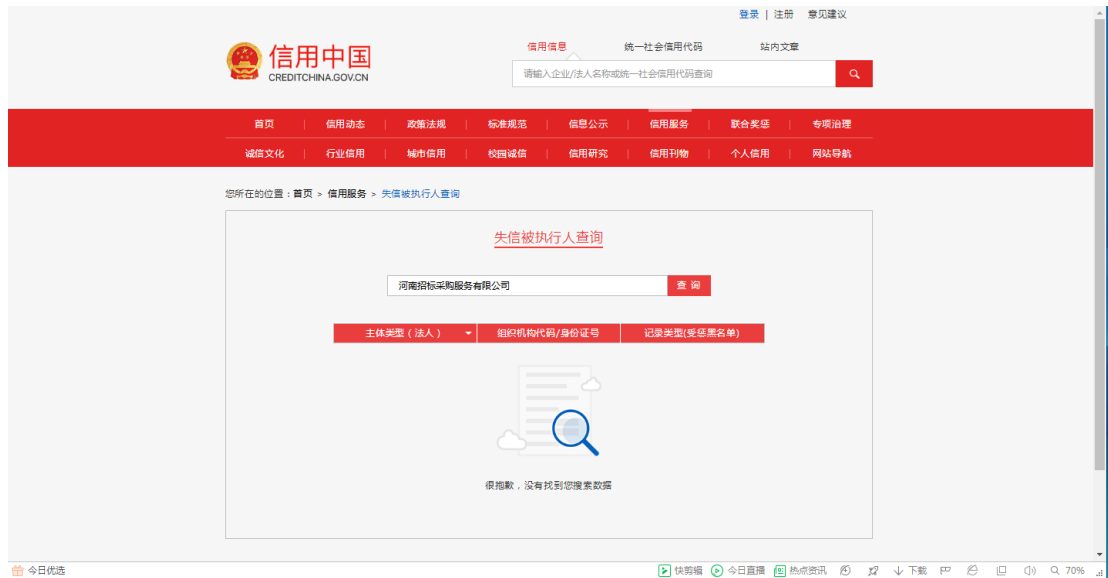 登录 | 注册 意见建议
信用中国
CREDITCHINA.GOV.CN
信用信息 统一社会信用代码 站内文章
请输入企业/法人名称或统一社会信用代码查询
首页 | 信用动态 | 政策法规 | 标准规范 | 信息公示 | 信用服务 | 联合奖惩 | 专项治理
诚信文化 | 行业信用 | 城市信用 | 校园诚信 | 信用研究 | 信用刊物 | 个人信用 | 网站导航
您所在的位置：首页 > 信用服务 > 失信被执行人查询
失信被执行人查询
河南招标采购服务有限公司 查 询
主体类型（法人） 组织机构代码/身份证号 记录类型(受惩黑名单)
很抱歉，没有找到您搜索数据
今日优选 快剪辑 今日直播 热点资讯 下载 70%